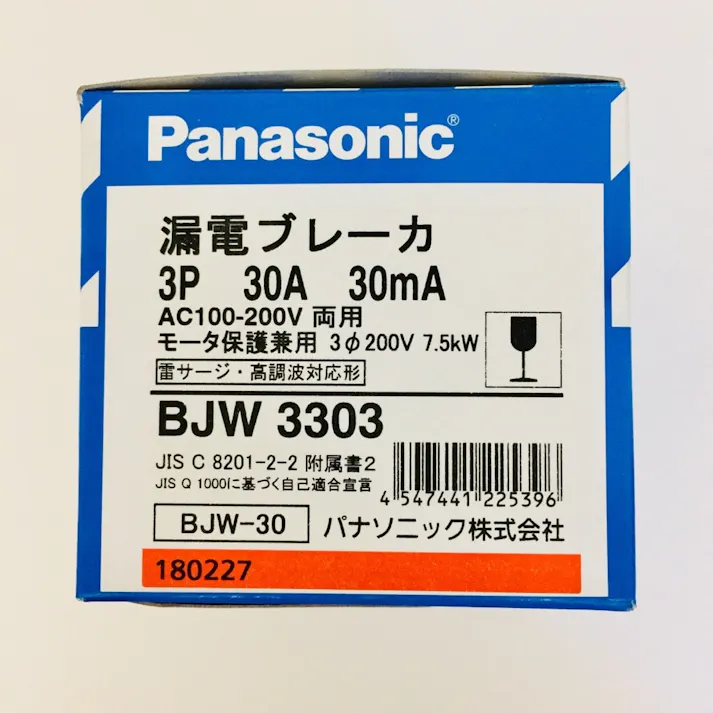 Panasonic®
漏電ブレーカ
3P 30A 30mA
AC100-200V 両用
モータ保護兼用 3φ200V 7.5kW
雷サージ・高調波対応形
BJW 3303
JIS C 8201-2-2 附属書2
JIS Q 1000に基づく自己適合宣言
4 547441 225396
BJW-30 パナソニック株式会社
180227